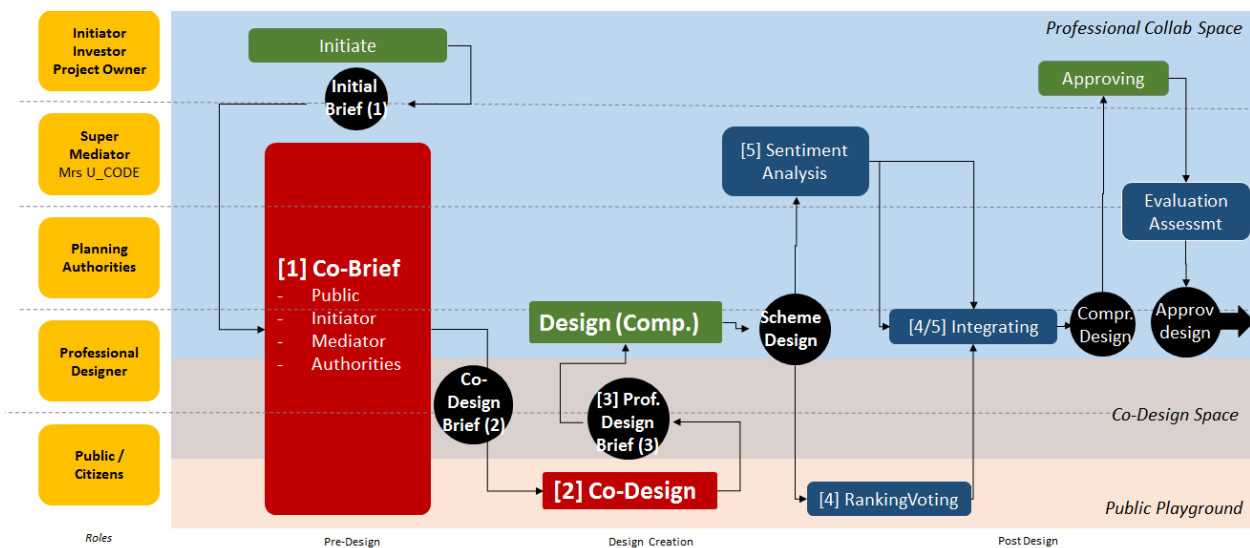 Initiator
Investor
Project Owner
Super
Mediator
Mrs U_CODE
Planning
Authorities
Professional
Designer
Public /
Citizens
Roles
Initiate
Initial
Brief (1)
[1] Co-Brief
- Public
- Initiator
- Mediator
- Authorities
Co-
Design
Brief (2)
Pre-Design
Design (Comp.)
[3] Prof.
Design
Brief (3)
[2] Co-Design
Design Creation
[5] Sentiment
Analysis
Scheme
Design
[4] RankingVoting
[4/5] Integrating
Compr.
Design
Approving
Evaluation
Assessmt
Approv
design
Post Design
Professional Collab Space
Co-Design Space
Public Playground